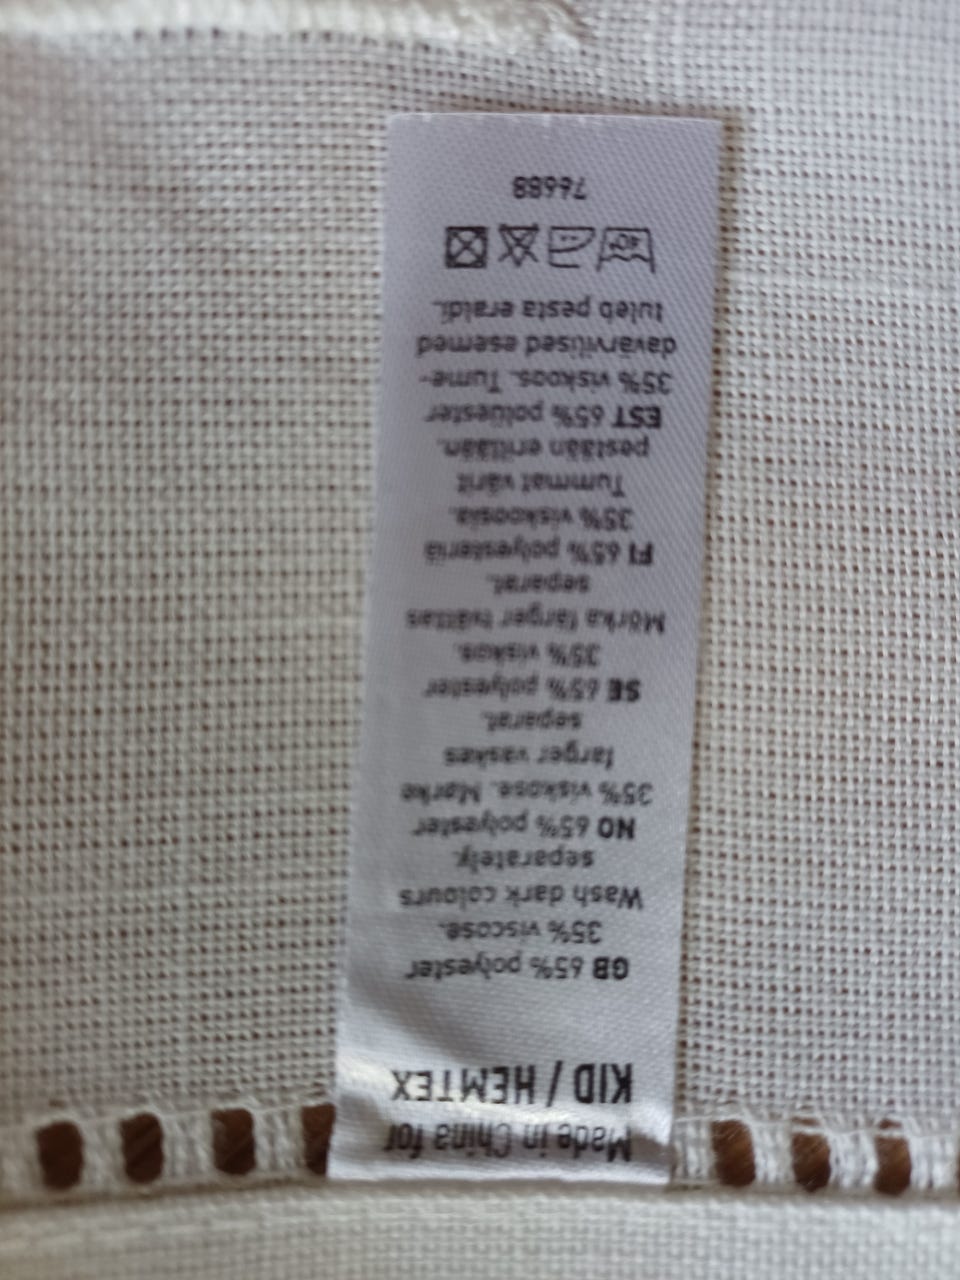 Made in China for
KID / HEMTEX
GB 65% polyester
35% viscose.
Wash dark colours
separately.
NO 65% polyester
35% viskose. Mørke
farger vaskes
separat.
SE 65% polyester
35% viskos.
Mörka färger tvättas
separat.
FI 65% polyesteriä
35% viskoosia.
Tummat värit
pestään erillään.
EST 65% polüester
35% viskoos. Tume-
davärvilised esemed
tuleb pesta eraldi.
40°
76688